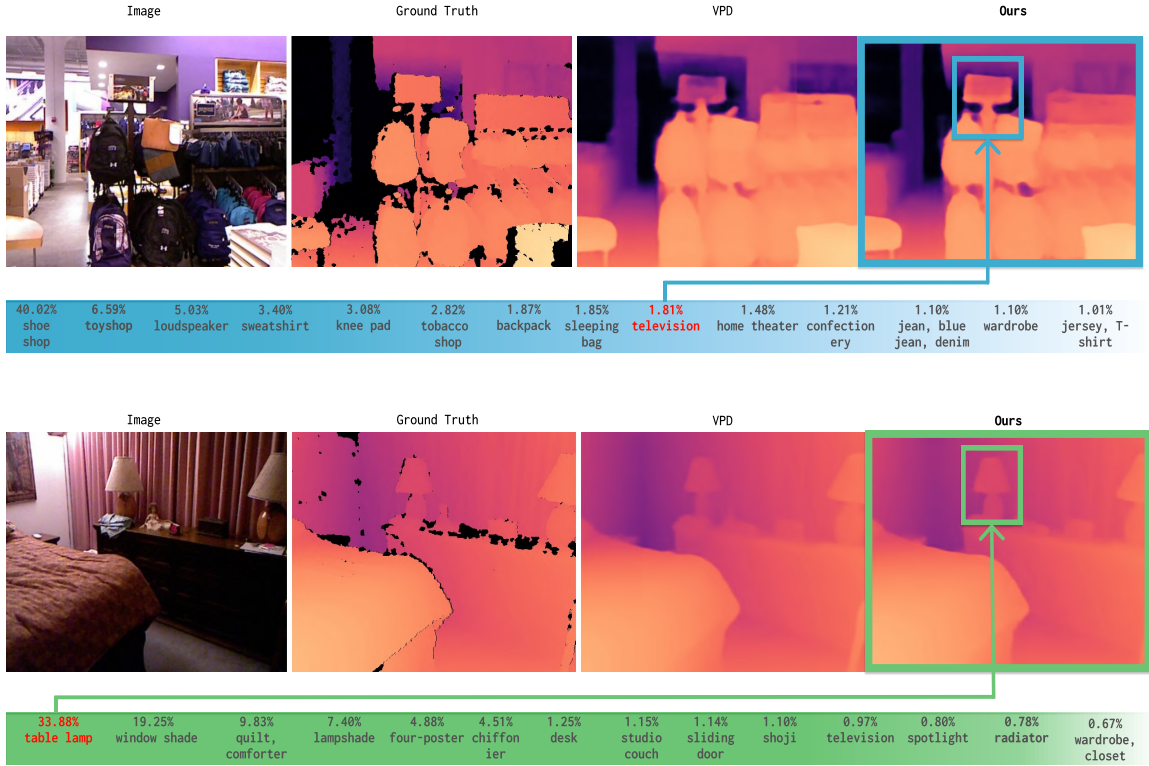 Image Ground Truth VPD Ours
40.02% 6.59% 5.03% 3.40% 3.08% 2.82% 1.87% 1.85% 1.81% 1.48% 1.21% 1.10% 1.10% 1.01%
shoe toyshop loudspeaker sweatshirt knee pad tobacco backpack sleeping television home theater confection jean, blue wardrobe jersey, T-
shop shop bag ery jean, denim shirt
Image Ground Truth VPD Ours
33.88% 19.25% 9.83% 7.40% 4.88% 4.51% 1.25% 1.15% 1.14% 1.10% 0.97% 0.80% 0.78% 0.67%
table lamp window shade quilt, lampshade four-poster chiffon desk studio sliding shoji television spotlight radiator wardrobe,
comforter ier couch door closet